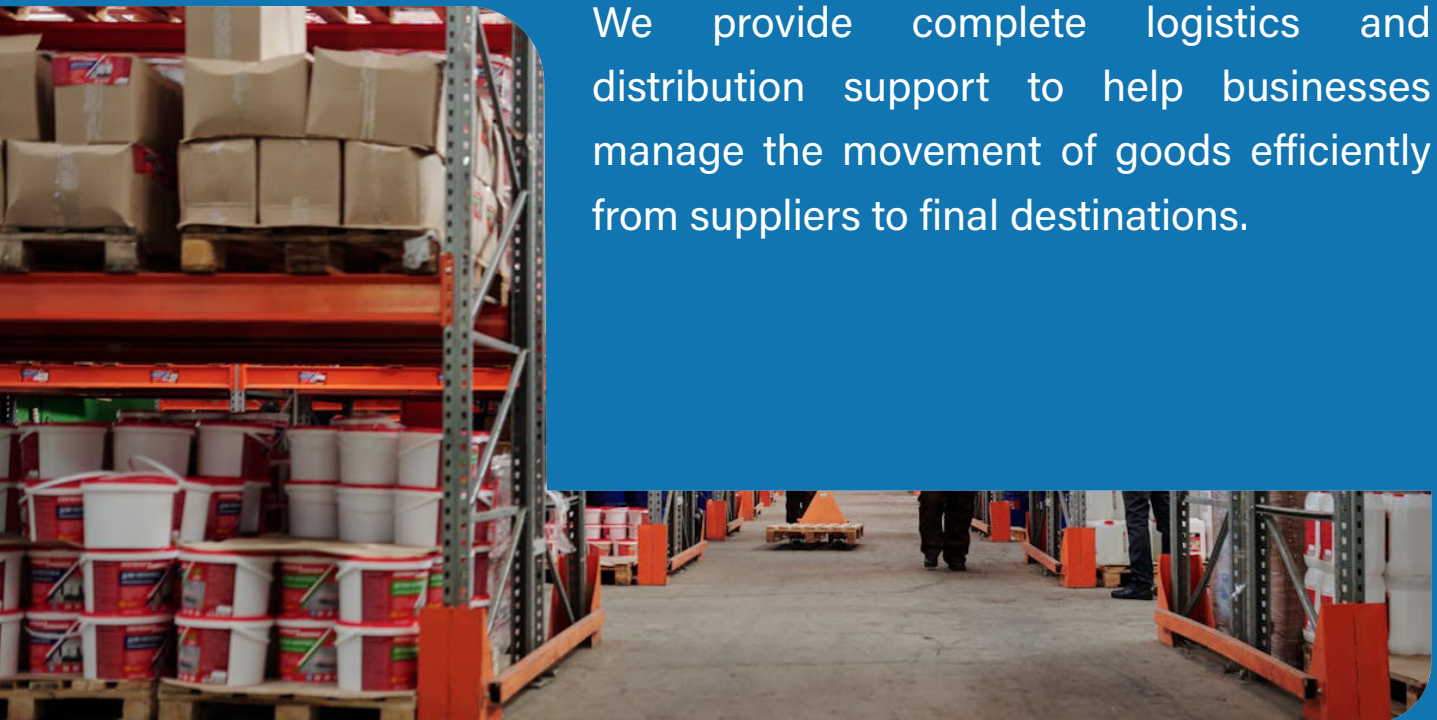 We provide complete logistics and
distribution support to help businesses
manage the movement of goods efficiently
from suppliers to final destinations.